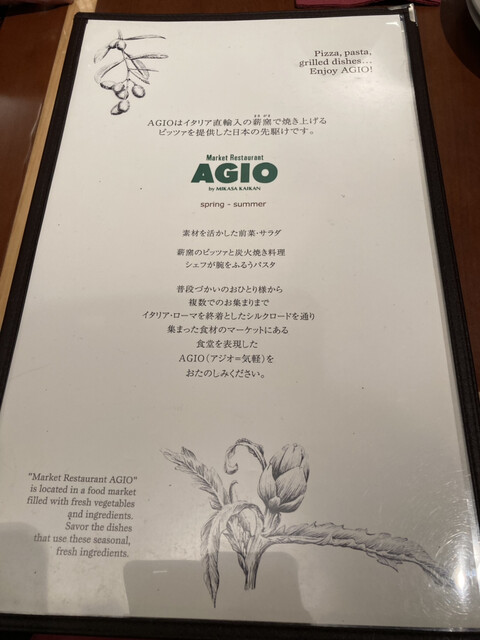 Pizza, pasta,
grilled dishes...
Enjoy AGIO!
AGIOはイタリア直輸入の薪窯で焼き上げる
ピッツァを提供した日本の先駆けです。
Market Restaurant
AGIO
by MIKASA KAIKAN
spring - summer
素材を活かした前菜・サラダ
薪窯のピッツァと炭火焼き料理
シェフが腕をふるうパスタ
普段づかいのおひとり様から
複数でのお集まりまで
イタリア・ローマを終着としたシルクロードを通り
集まった食材のマーケットにある
食堂を表現した
AGIO（アジオ=気軽）を
おたのしみください。
"Market Restaurant AGIO"
is located in a food market
filled with fresh vegetables
and ingredients.
Savor the dishes
that use these seasonal,
fresh ingredients.